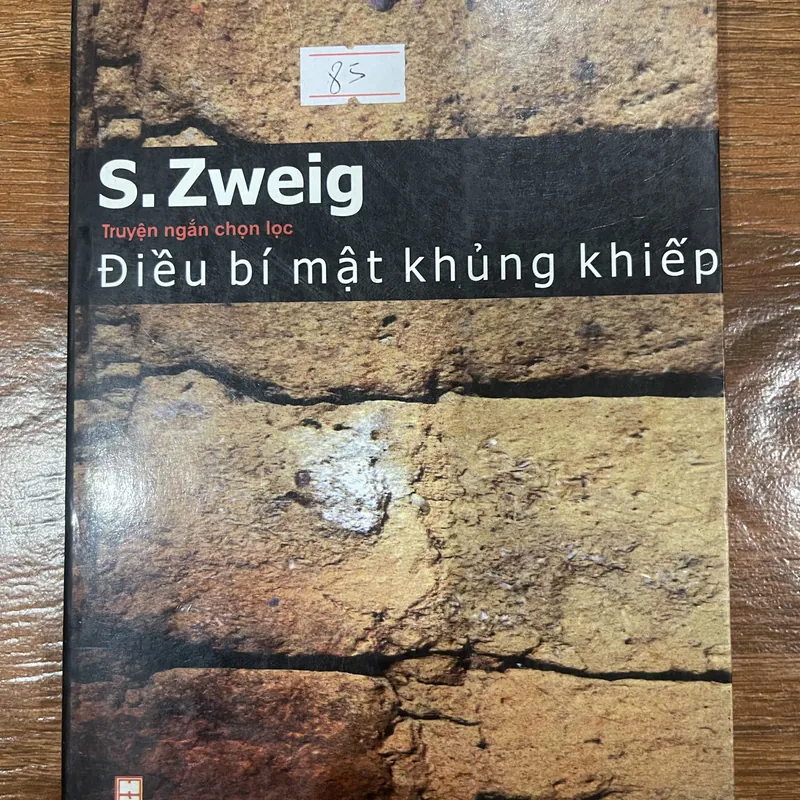 85
S. Zweig
Truyện ngắn chọn lọc
Điều bí mật khủng khiếp